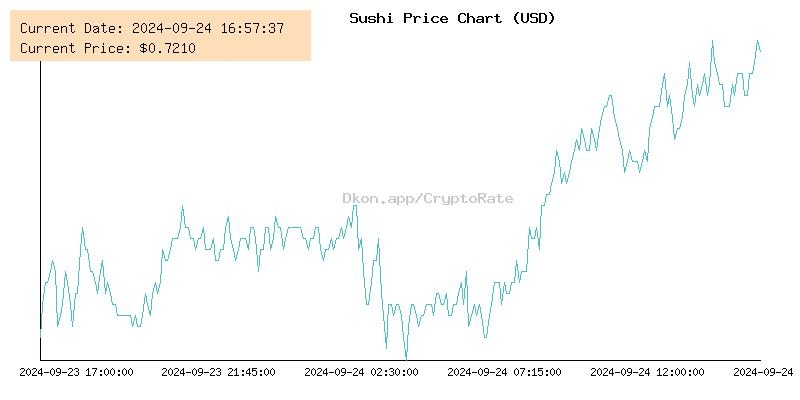 Sushi Price Chart (USD)
Current Date: 2024-09-24 16:57:37
Current Price: $0.7210
Dkon.app/CryptoRate
2024-09-23 17:00:00 2024-09-23 21:45:00 2024-09-24 02:30:00 2024-09-24 07:15:00 2024-09-24 12:00:00 2024-09-24